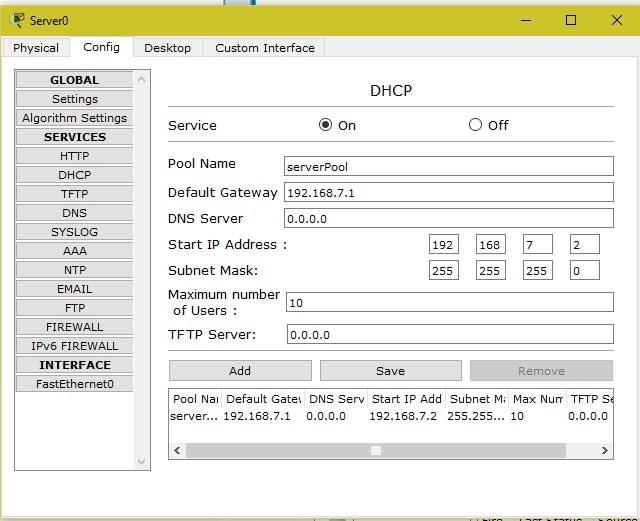 Server0
Physical Config Desktop Custom Interface
GLOBAL
Settings
Algorithm Settings
SERVICES
HTTP
DHCP
TFTP
DNS
SYSLOG
AAA
NTP
EMAIL
FTP
FIREWALL
IPv6 FIREWALL
INTERFACE
FastEthernet0
DHCP
Service On Off
Pool Name serverPool
Default Gateway 192.168.7.1
DNS Server 0.0.0.0
Start IP Address : 192 168 7 2
Subnet Mask: 255 255 255 0
Maximum number
of Users : 10
TFTP Server: 0.0.0.0
Add Save Remove
Pool Nar Default Gatew DNS Serv Start IP Add Subnet Ma Max Num TFTP Se
server... 192.168.7.1 0.0.0.0 192.168.7.2 255.255... 10 0.0.0.0